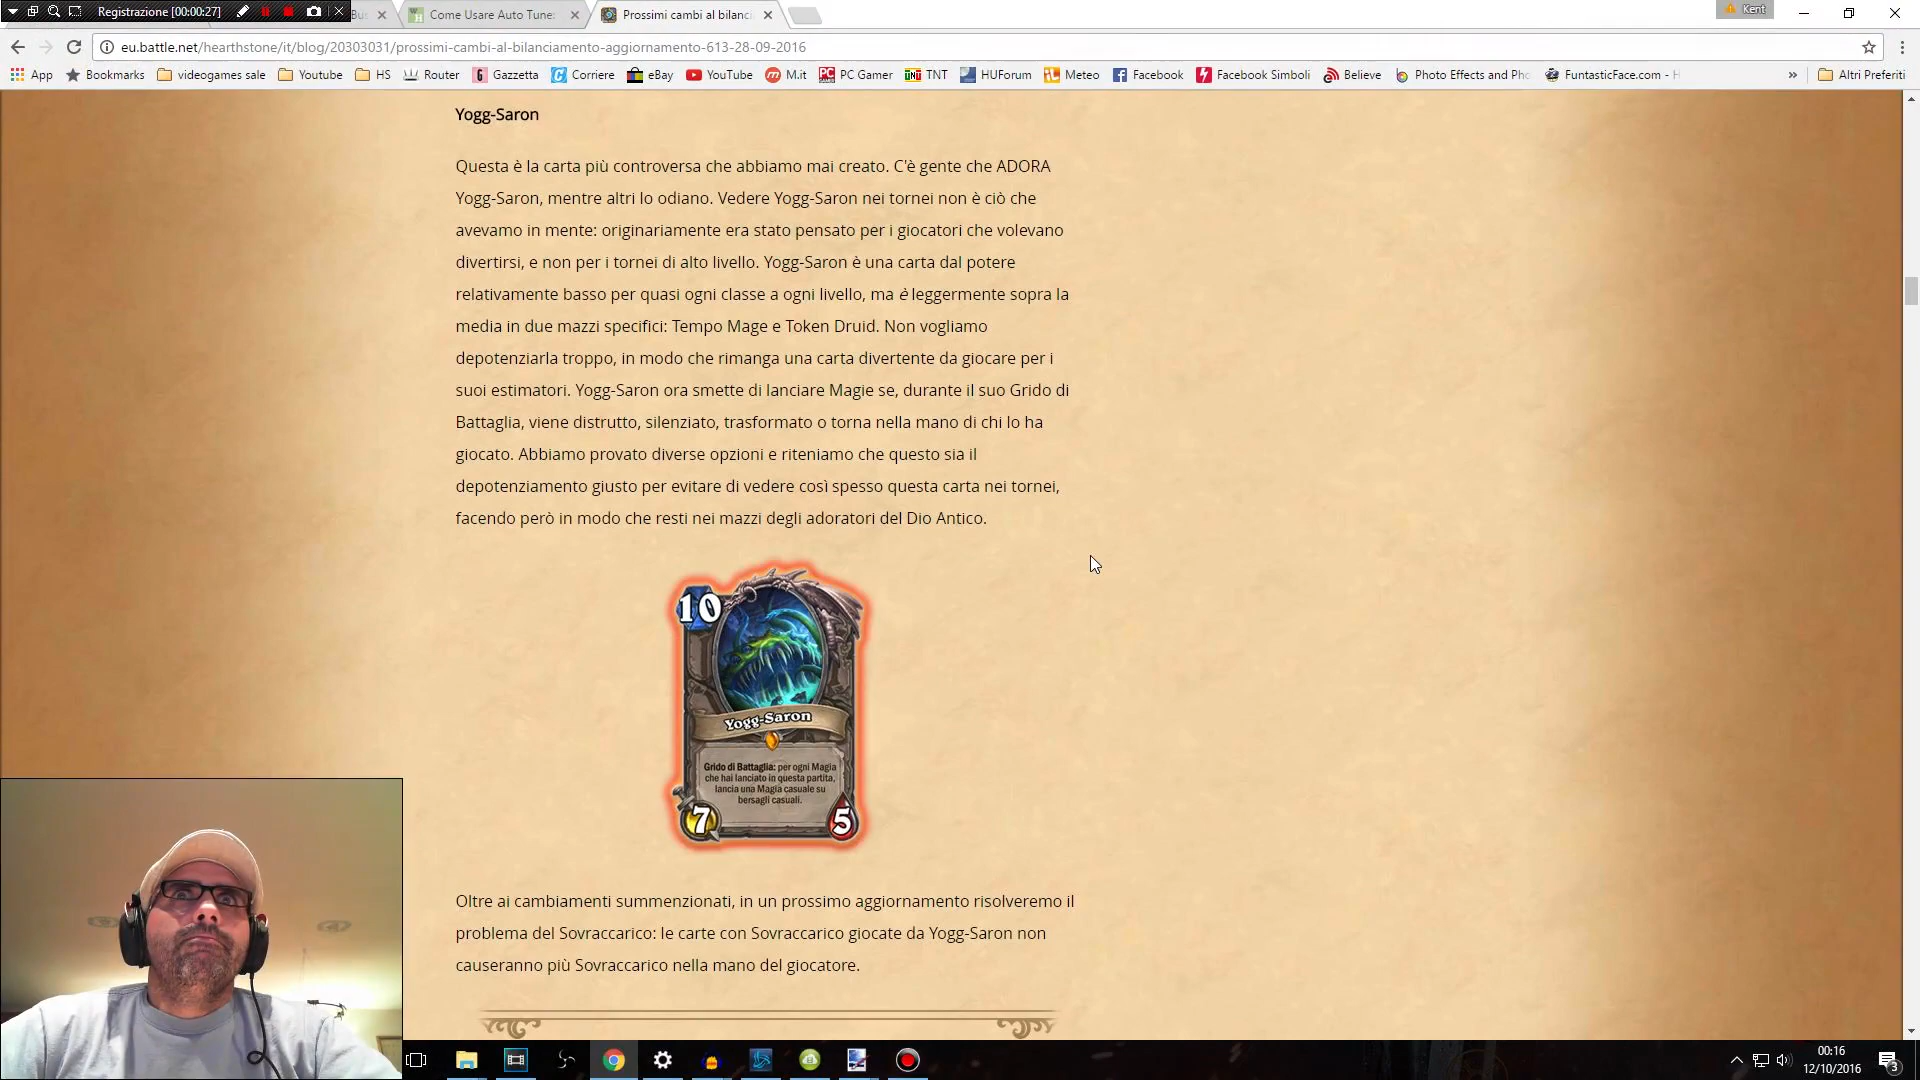 Registrazione [00:00:27]
Bus
Come Usare Auto Tune:
Prossimi cambi al bilanci
Kent
eu.battle.net/hearthstone/it/blog/20303031/prossimi-cambi-al-bilanciamento-aggiornamento-613-28-09-2016
App
Bookmarks
videogames sale
Youtube
HS
Router
Gazzetta
Corriere
eBay
YouTube
M.it
PC Gamer
TNT
HUForum
Meteo
Facebook
Facebook Simboli
Believe
Photo Effects and Pho
FuntasticFace.com - H
»
Altri Preferiti
Yogg-Saron
Questa è la carta più controversa che abbiamo mai creato. C'è gente che ADORA
Yogg-Saron, mentre altri lo odiano. Vedere Yogg-Saron nei tornei non è ciò che
avevamo in mente: originariamente era stato pensato per i giocatori che volevano
divertirsi, e non per i tornei di alto livello. Yogg-Saron è una carta dal potere
relativamente basso per quasi ogni classe a ogni livello, ma è leggermente sopra la
media in due mazzi specifici: Tempo Mage e Token Druid. Non vogliamo
depotenziarla troppo, in modo che rimanga una carta divertente da giocare per i
suoi estimatori. Yogg-Saron ora smette di lanciare Magie se, durante il suo Grido di
Battaglia, viene distrutto, silenziato, trasformato o torna nella mano di chi lo ha
giocato. Abbiamo provato diverse opzioni e riteniamo che questo sia il
depotenziamento giusto per evitare di vedere così spesso questa carta nei tornei,
facendo però in modo che resti nei mazzi degli adoratori del Dio Antico.
10
Yogg-Saron
Grido di Battaglia: per ogni Magia
che hai lanciato in questa partita,
lancia una Magia casuale su
bersagli casuali.
7
5
Oltre ai cambiamenti summenzionati, in un prossimo aggiornamento risolveremo il
problema del Sovraccarico: le carte con Sovraccarico giocate da Yogg-Saron non
causeranno più Sovraccarico nella mano del giocatore.
00:16
12/10/2016
3